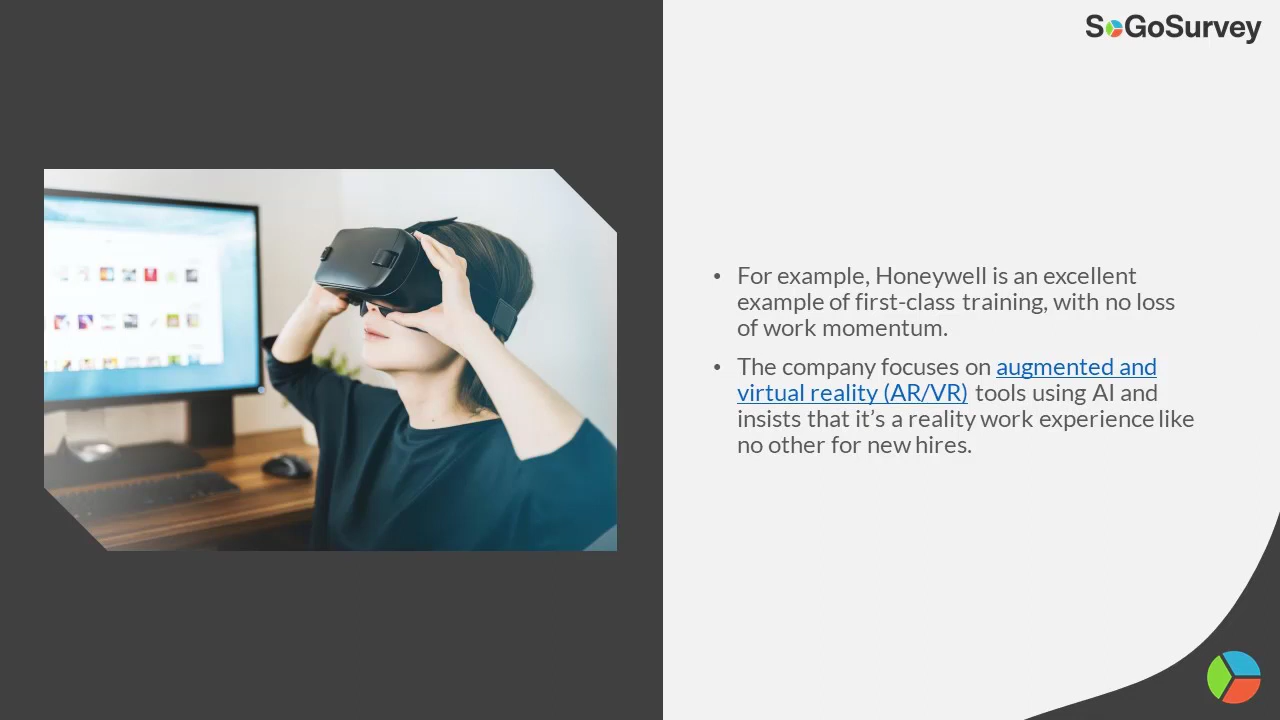 SoGoSurvey
• For example, Honeywell is an excellent
example of first-class training, with no loss
of work momentum.
• The company focuses on augmented and
virtual reality (AR/VR) tools using AI and
insists that it’s a reality work experience like
no other for new hires.